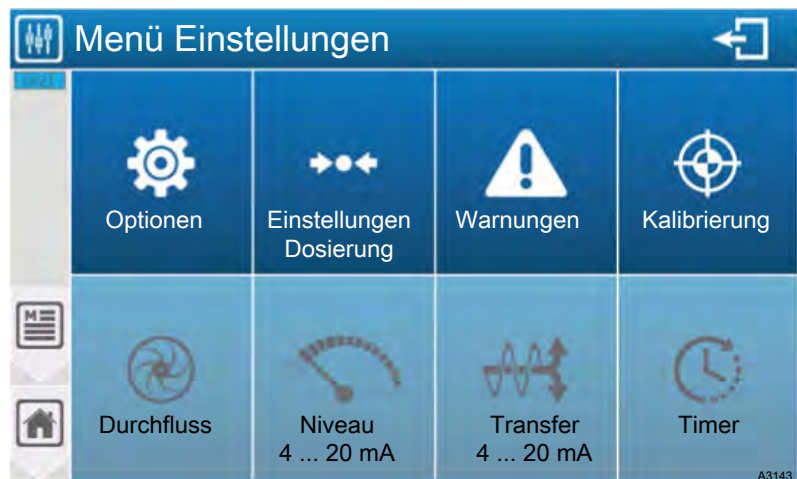 Menü Einstellungen
Optionen
Einstellungen
Dosierung
Warnungen
Kalibrierung
M
Durchfluss
Niveau
4 ... 20 mA
Transfer
4 ... 20 mA
Timer
A3143